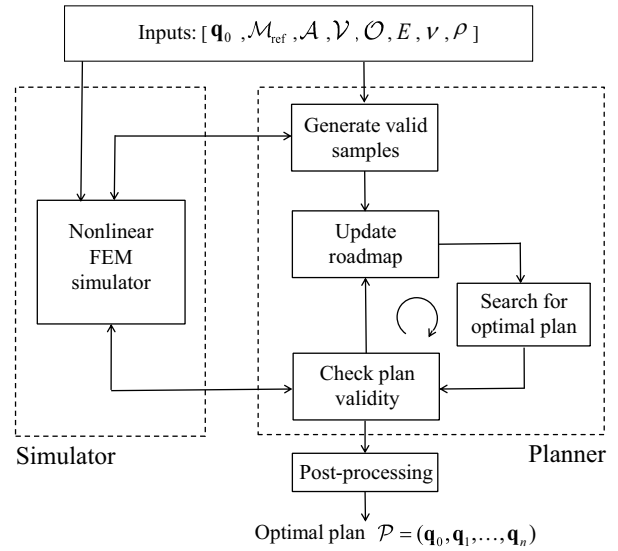 Inputs: [ q₀ , ℳ_ref , 𝒜 , 𝒱 , 𝒪 , E , ν , ρ ]
Generate valid
samples
Nonlinear
FEM
simulator
Update
roadmap
Search for
optimal plan
Check plan
validity
Simulator
Planner
Post-processing
Optimal plan 𝒫 = (q₀,q₁,…,qₙ)